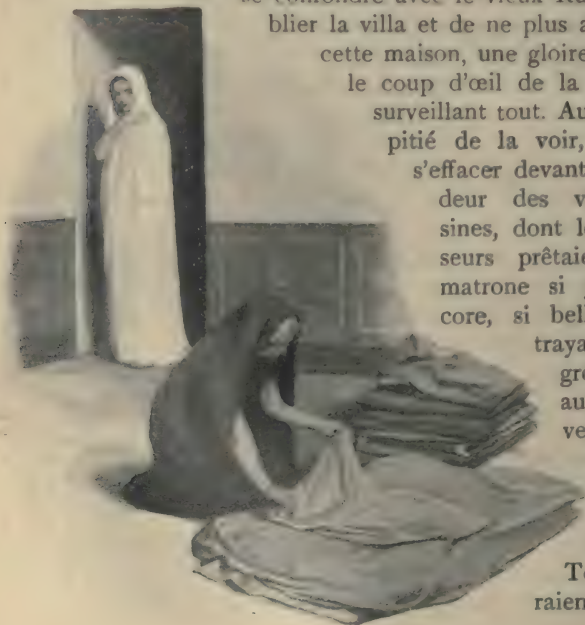 blier la villa et de ne plus a
cette maison, une gloire
le coup d'œil de la
surveillant tout. Au
pitié de la voir,
s'effacer devant
deur des v
sines, dont l
seurs prêtaie
matrone si
core, si bell
traya
gr
au
ve
To
raien